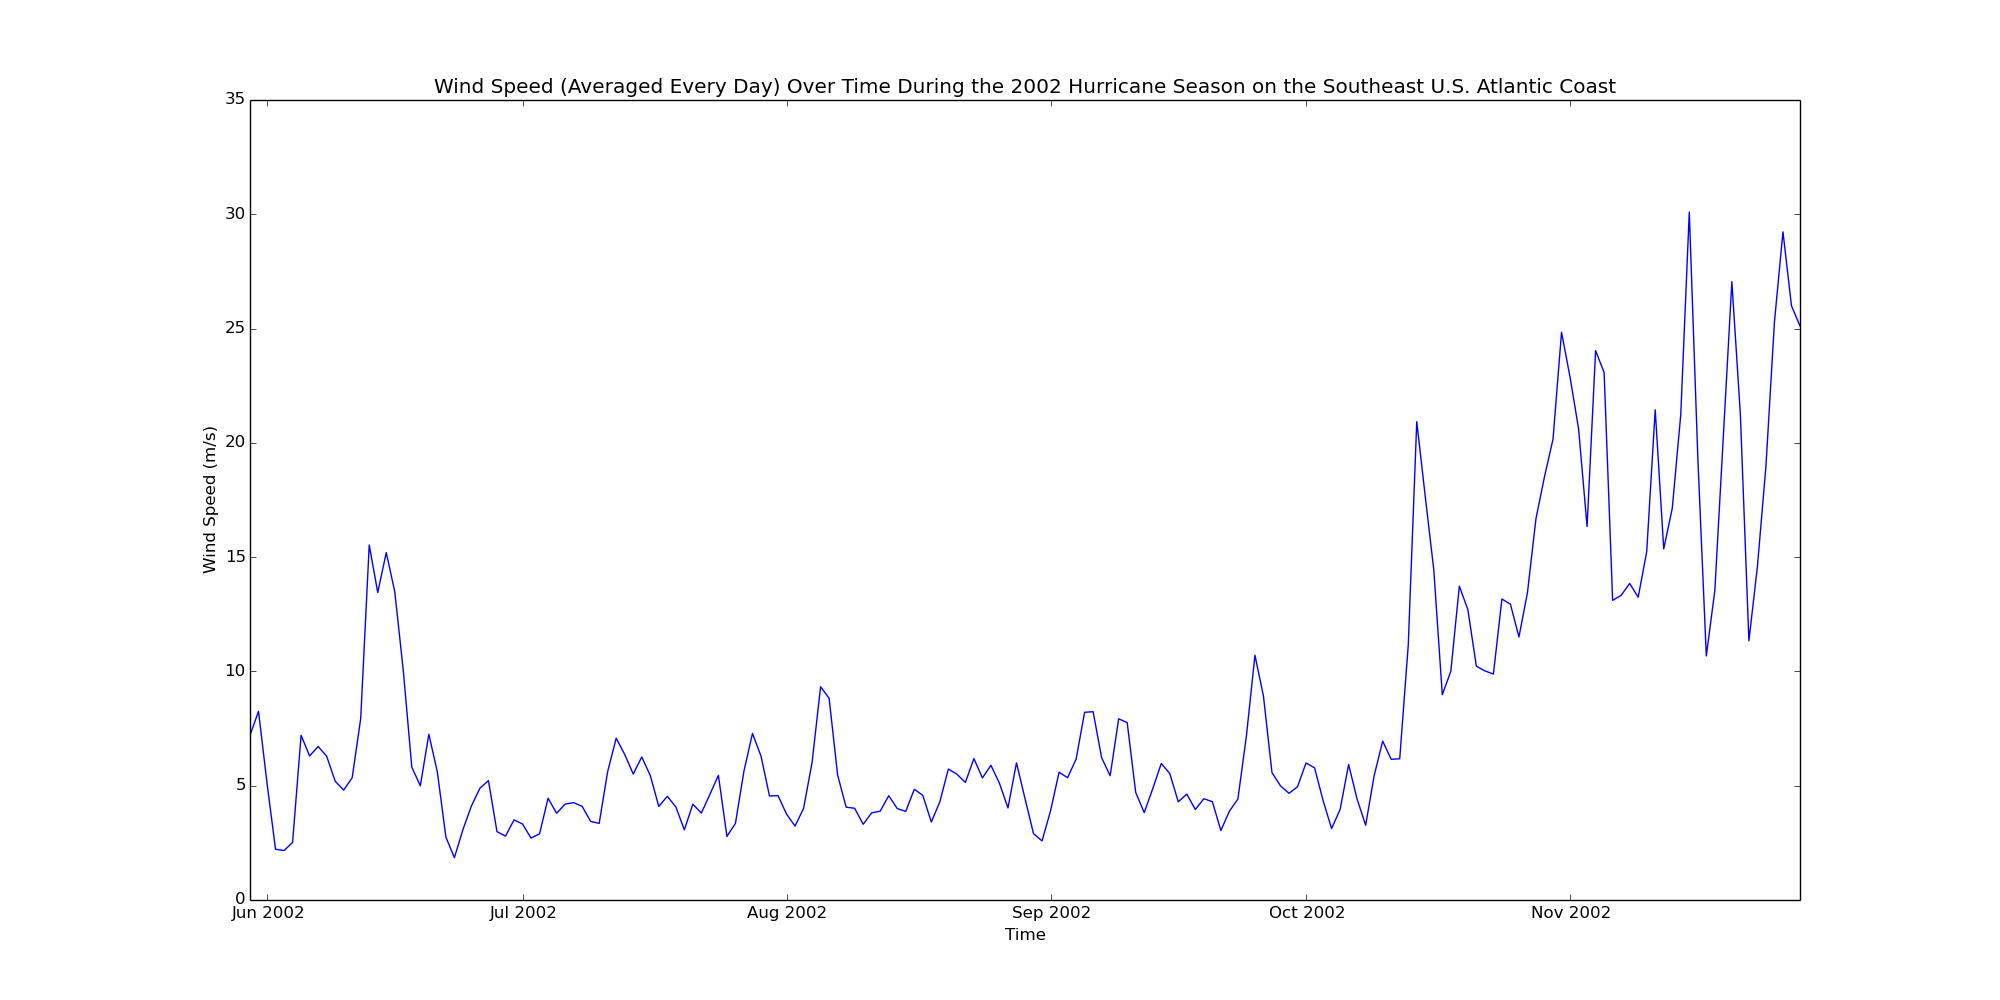 Wind Speed (Averaged Every Day) Over Time During the 2002 Hurricane Season on the Southeast U.S. Atlantic Coast
35
30
25
20
15
10
5
0
Wind Speed (m/s)
Jun 2002 Jul 2002 Aug 2002 Sep 2002 Oct 2002 Nov 2002
Time